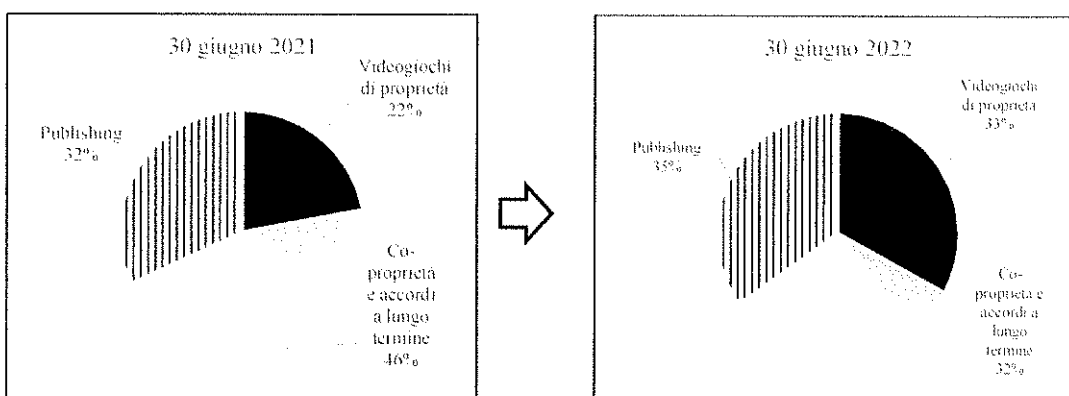 30 giugno 2021
Videogiochi
di proprietà
22%
Publishing
32%
Co-
proprietà
e accordi
a lungo
termine
46%
30 giugno 2022
Videogiochi
di proprietà
33%
Publishing
35%
Co-
proprietà e
accordi a
lungo
termine
32%